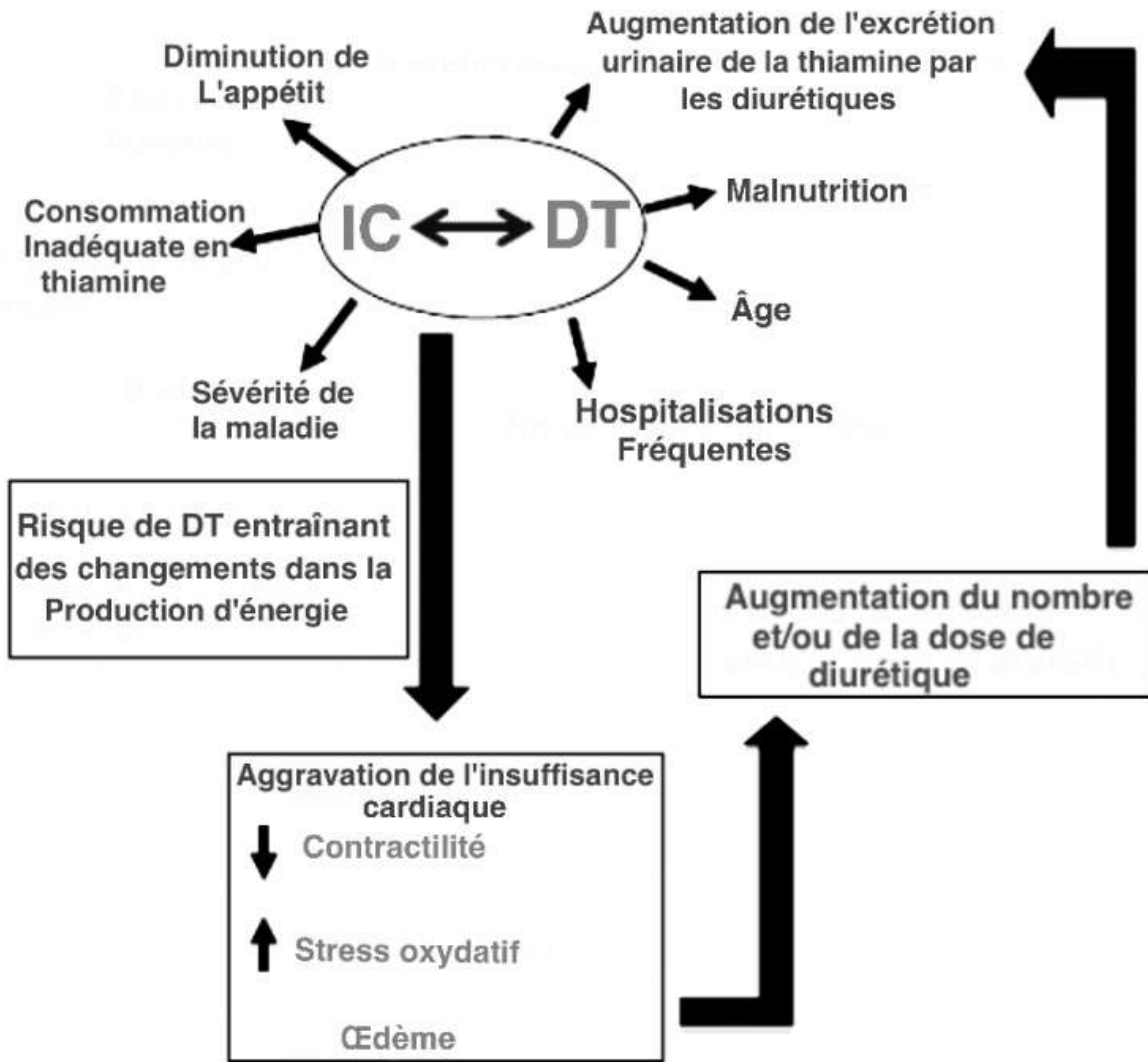 Diminution de
L'appétit
Augmentation de l'excrétion
urinaire de la thiamine par
les diurétiques
Consommation
Inadéquate en
thiamine
IC
DT
Malnutrition
Âge
Sévérité de
la maladie
Hospitalisations
Fréquentes
Risque de DT entraînant
des changements dans la
Production d'énergie
Augmentation du nombre
et/ou de la dose de
diurétique
Aggravation de l'insuffisance
cardiaque
Contractilité
Stress oxydatif
Œdème